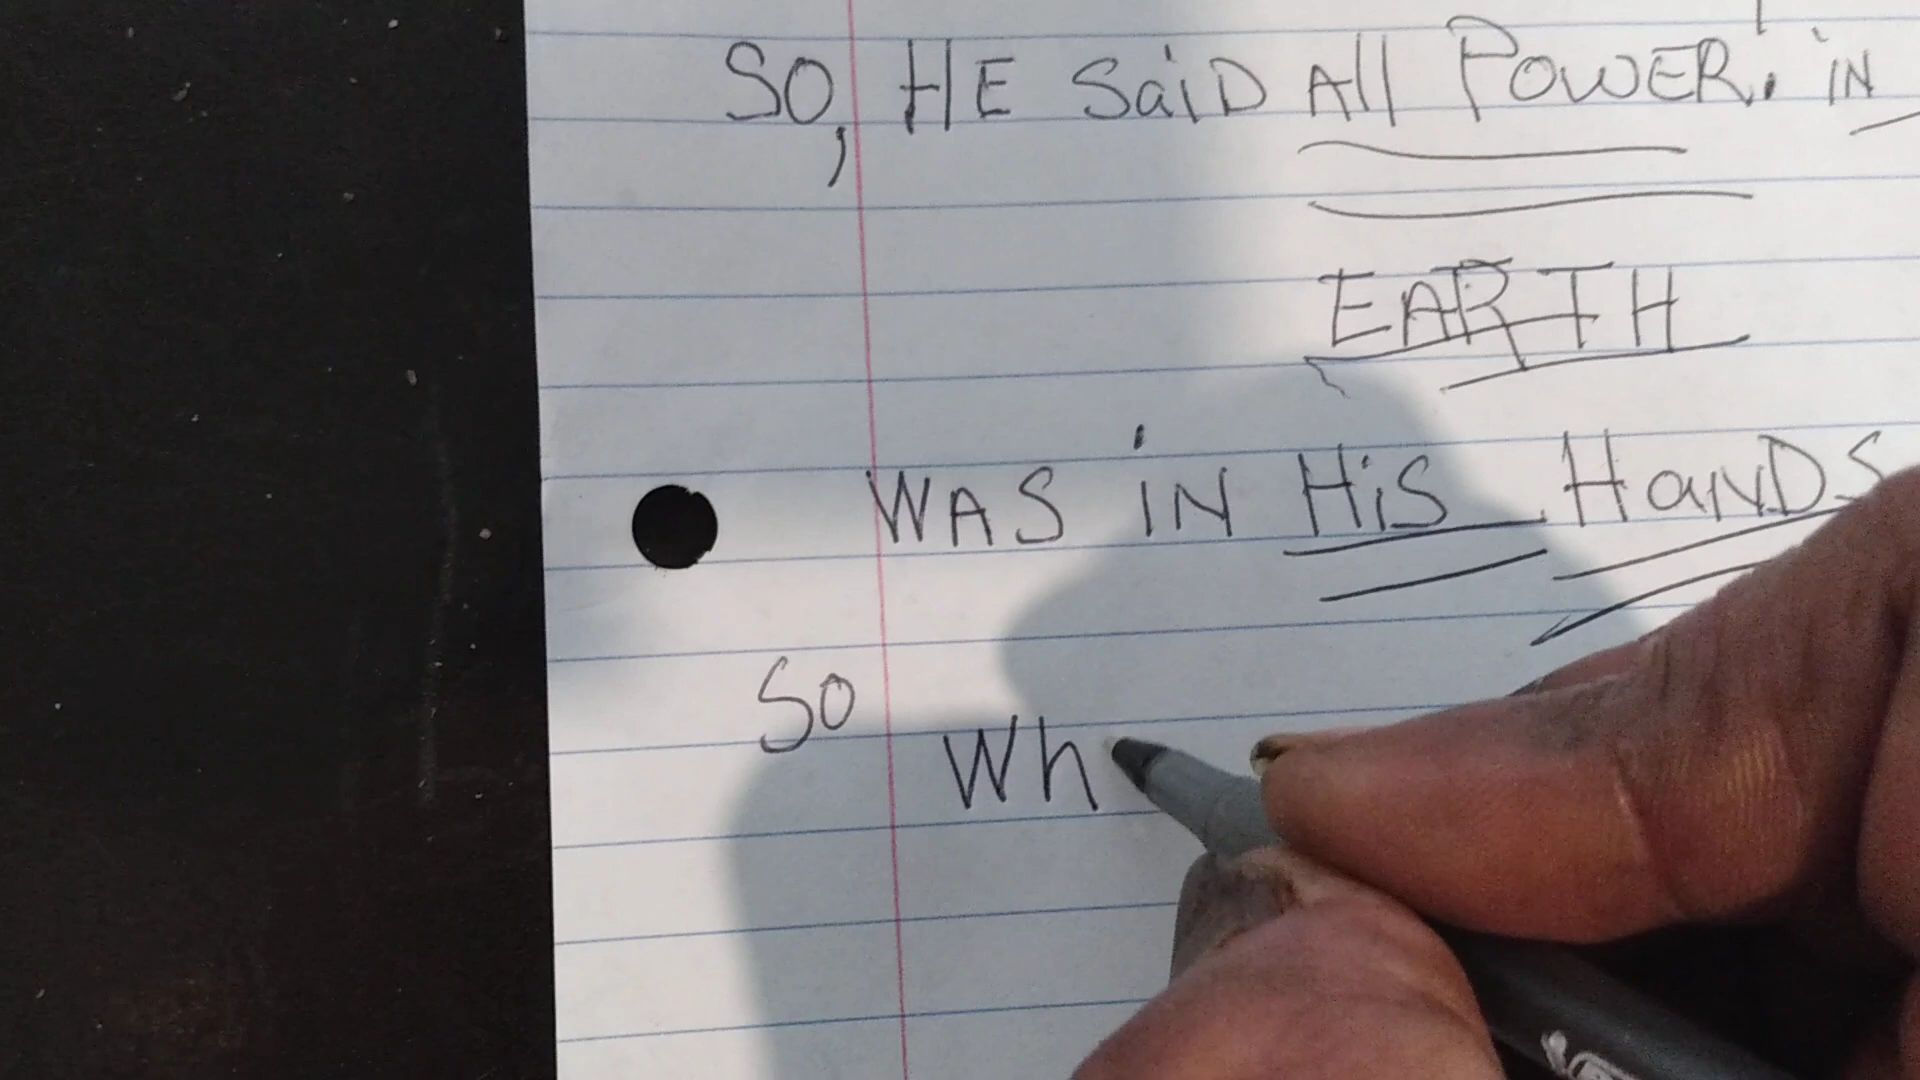 SO, HE SaiD All POWER. iN
EARTH
WAS iN HiS HaNDS
So
Wh